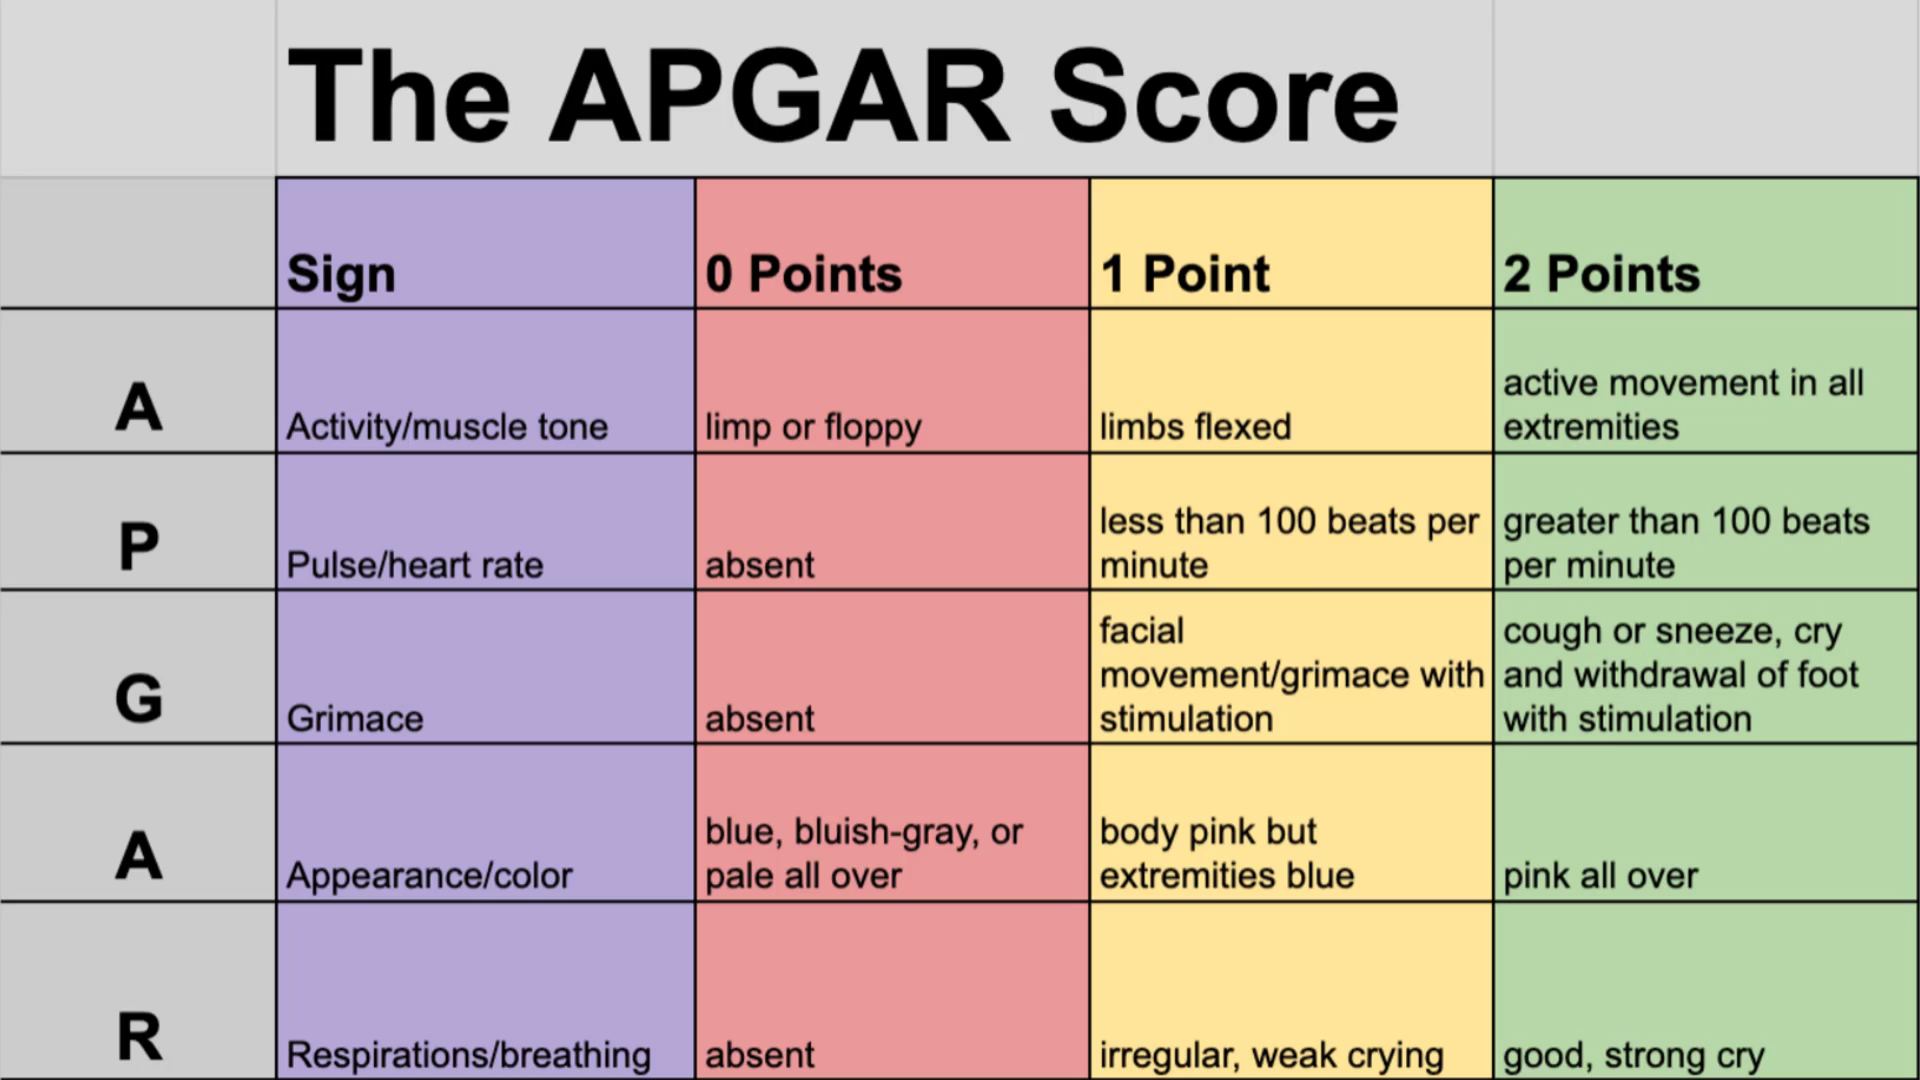 The APGAR Score
Sign 0 Points 1 Point 2 Points
A
Activity/muscle tone
limp or floppy
limbs flexed
active movement in all
extremities
P
Pulse/heart rate
absent
less than 100 beats per
minute
greater than 100 beats
per minute
G
Grimace
absent
facial
movement/grimace with
stimulation
cough or sneeze, cry
and withdrawal of foot
with stimulation
A
Appearance/color
blue, bluish-gray, or
pale all over
body pink but
extremities blue
pink all over
R
Respirations/breathing
absent
irregular, weak crying
good, strong cry